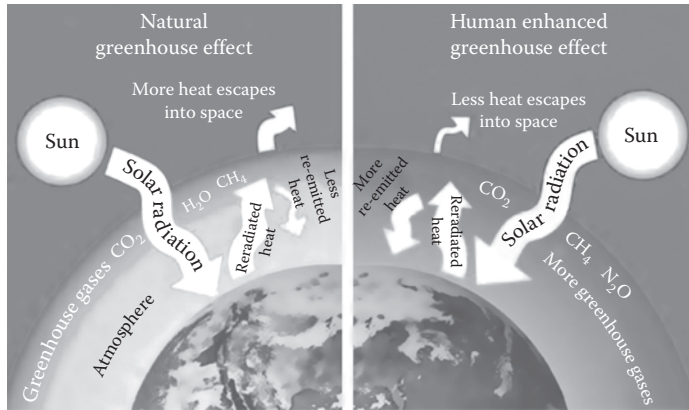 Natural
greenhouse effect
More heat escapes
into space
Sun
Solar radiation
H₂O CH₄
CO₂
Greenhouse gases
Atmosphere
Reradiated
heat
Less
re-emitted
heat
Human enhanced
greenhouse effect
Less heat escapes
into space
Sun
Solar radiation
More
re-emitted
heat
Reradiated
heat
CO₂
CH₄ N₂O
More greenhouse gases